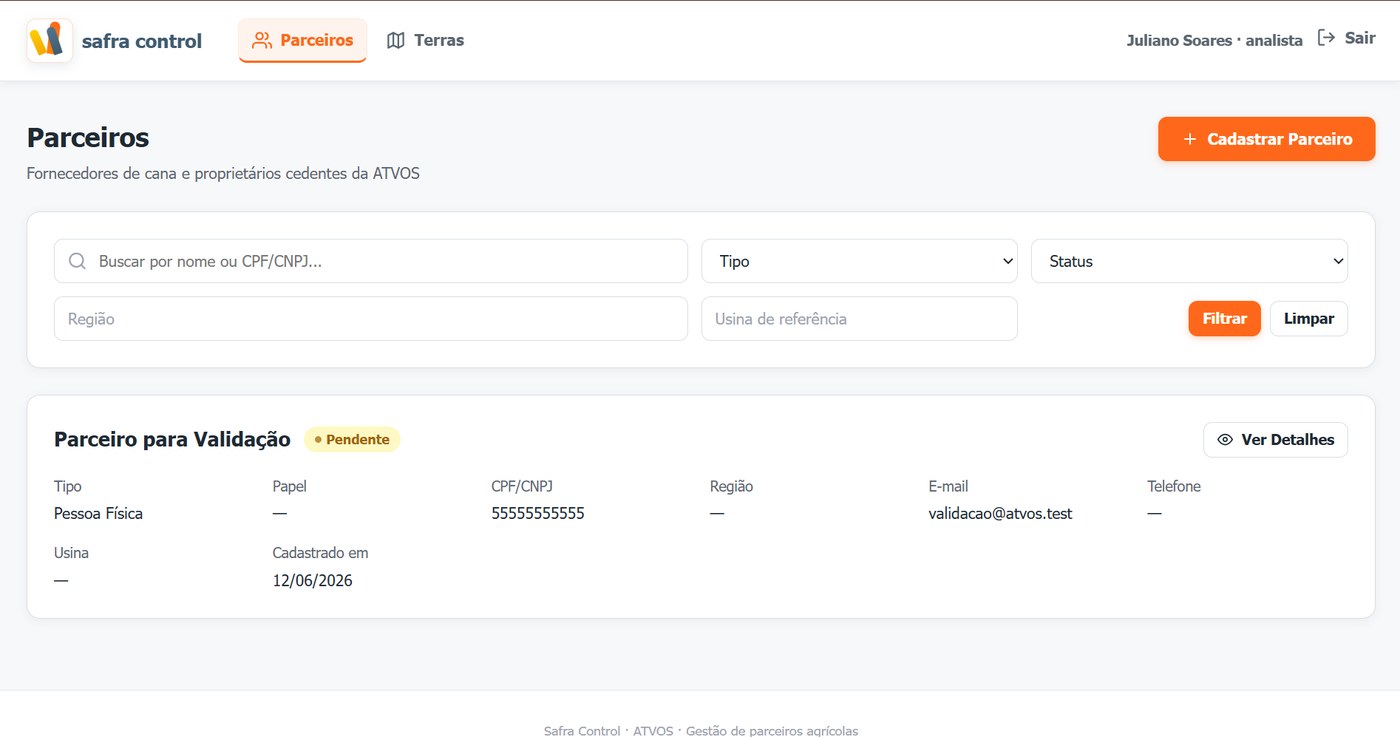 safra control Parceiros Terras Juliano Soares · analista Sair
Parceiros
+ Cadastrar Parceiro
Fornecedores de cana e proprietários cedentes da ATVOS
Buscar por nome ou CPF/CNPJ... Tipo Status
Região Usina de referência Filtrar Limpar
Parceiro para Validação Pendente Ver Detalhes
Tipo Papel CPF/CNPJ Região E-mail Telefone
Pessoa Física — 55555555555 — validacao@atvos.test —
Usina Cadastrado em
— 12/06/2026
Safra Control · ATVOS · Gestão de parceiros agrícolas